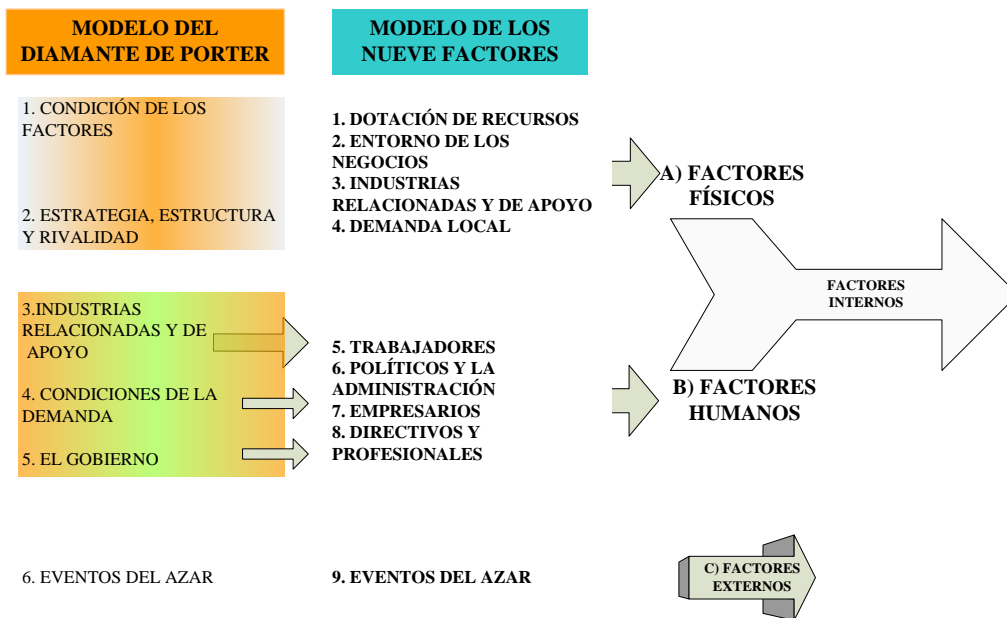 MODELO DEL
DIAMANTE DE PORTER
MODELO DE LOS
NUEVE FACTORES
1. CONDICIÓN DE LOS
FACTORES
2. ESTRATEGIA, ESTRUCTURA
Y RIVALIDAD
1. DOTACIÓN DE RECURSOS
2. ENTORNO DE LOS
NEGOCIOS
3. INDUSTRIAS
RELACIONADAS Y DE APOYO
4. DEMANDA LOCAL
A) FACTORES
FÍSICOS
FACTORES
INTERNOS
3.INDUSTRIAS
RELACIONADAS Y DE
APOYO
4. CONDICIONES DE LA
DEMANDA
5. EL GOBIERNO
5. TRABAJADORES
6. POLÍTICOS Y LA
ADMINISTRACIÓN
7. EMPRESARIOS
8. DIRECTIVOS Y
PROFESIONALES
B) FACTORES
HUMANOS
6. EVENTOS DEL AZAR
9. EVENTOS DEL AZAR
C) FACTORES
EXTERNOS